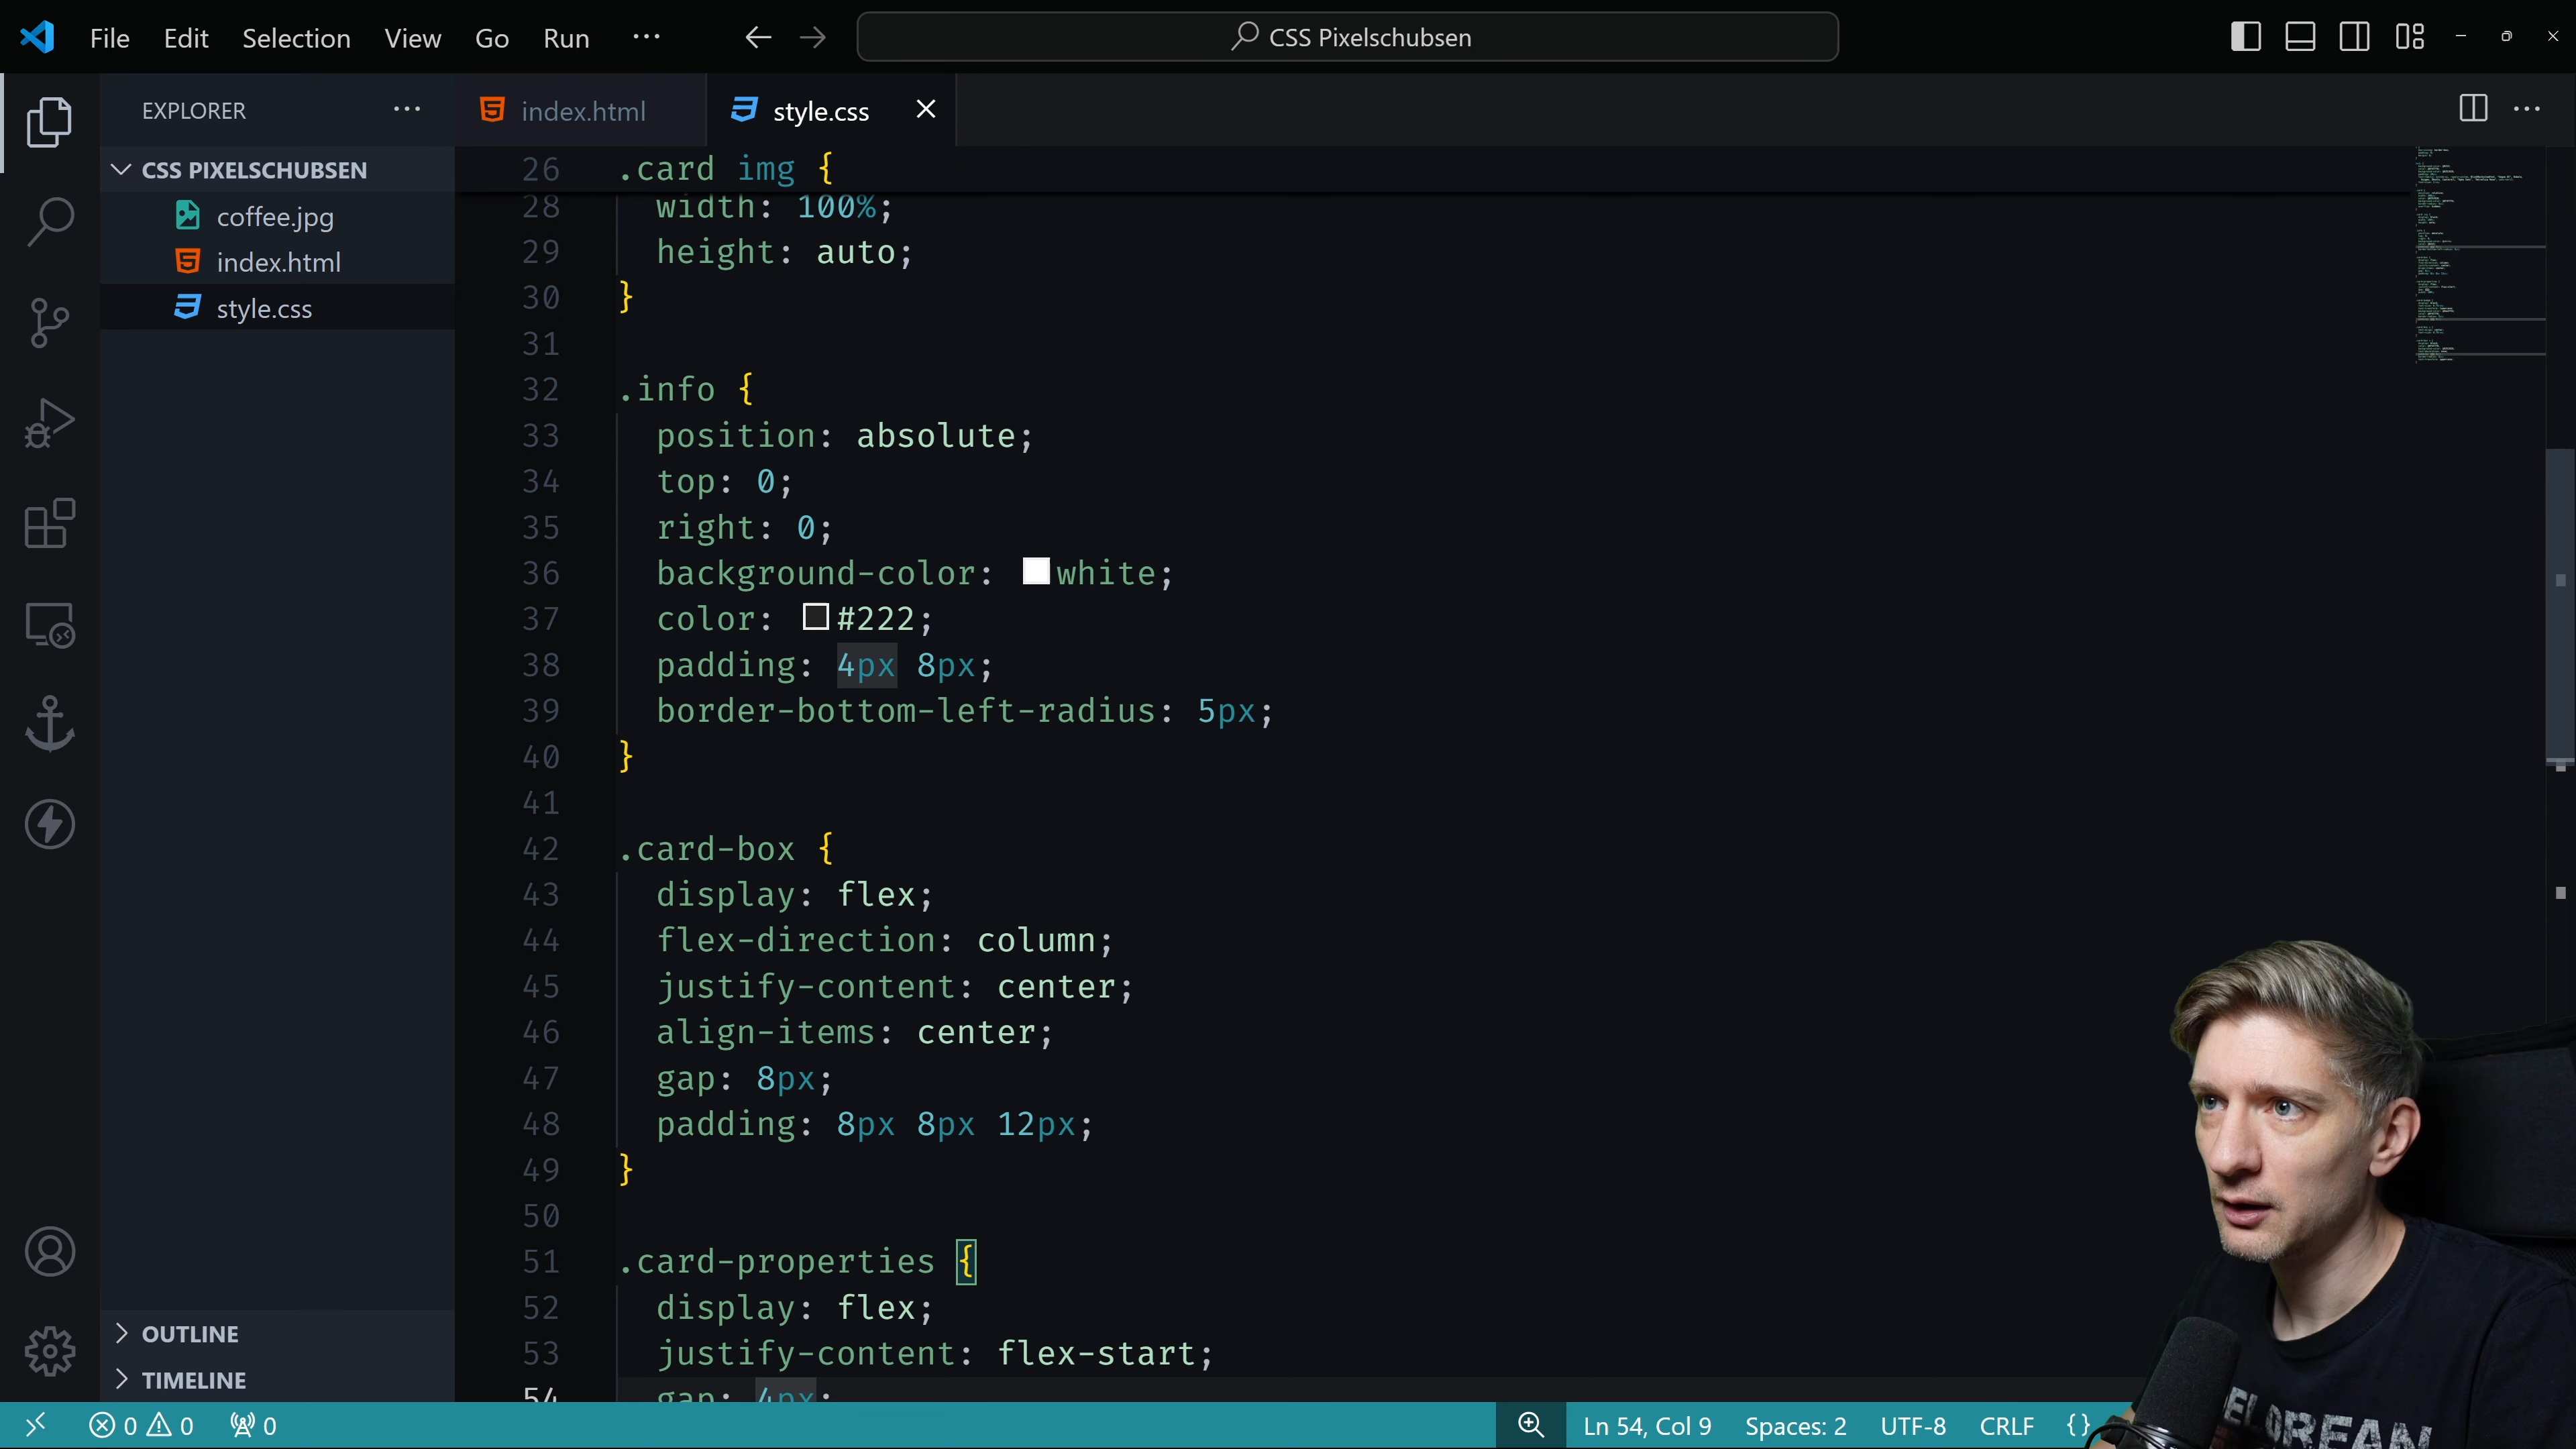 File Edit Selection View Go Run ···
CSS Pixelschubsen
EXPLORER
index.html
style.css
CSS PIXELSCHUBSEN
coffee.jpg
index.html
style.css
OUTLINE
TIMELINE
26 .card img {
28 width: 100%;
29 height: auto;
30 }
31
32 .info {
33 position: absolute;
34 top: 0;
35 right: 0;
36 background-color: white;
37 color: #222;
38 padding: 4px 8px;
39 border-bottom-left-radius: 5px;
40 }
41
42 .card-box {
43 display: flex;
44 flex-direction: column;
45 justify-content: center;
46 align-items: center;
47 gap: 8px;
48 padding: 8px 8px 12px;
49 }
50
51 .card-properties {
52 display: flex;
53 justify-content: flex-start;
54 gap: 4px;
0 0 0
Ln 54, Col 9 Spaces: 2 UTF-8 CRLF {}